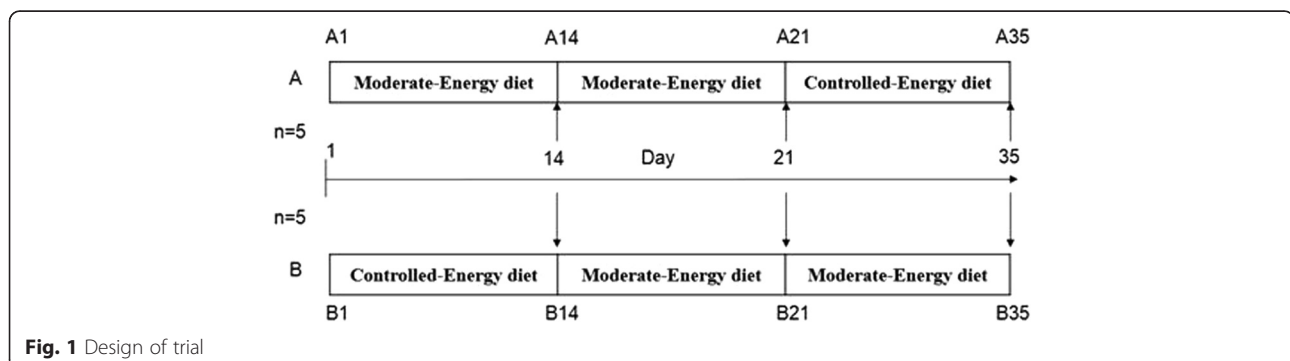 A1 A14 A21 A35
A Moderate-Energy diet Moderate-Energy diet Controlled-Energy diet
n=5
1 14 Day 21 35
n=5
B Controlled-Energy diet Moderate-Energy diet Moderate-Energy diet
B1 B14 B21 B35
Fig. 1 Design of trial